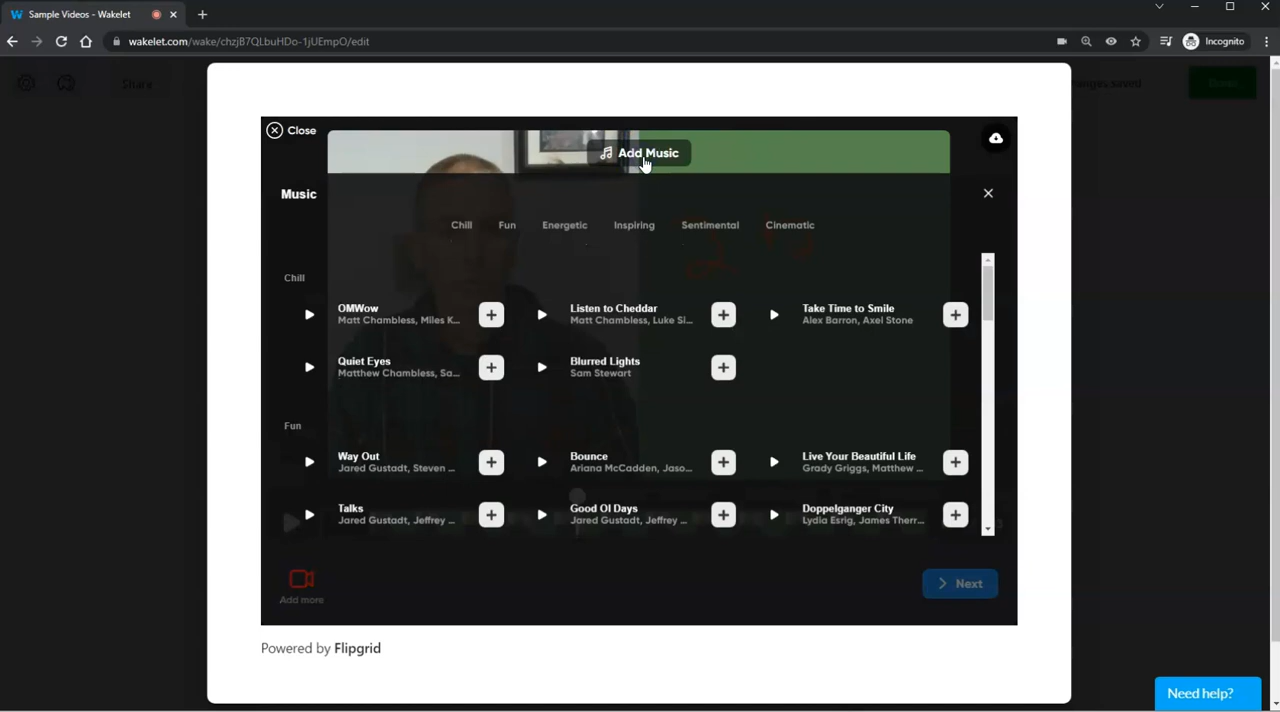 Sample Videos - Wakelet
wakelet.com/wake/chzjB7QLbuHDo-1jUEmpO/edit
Incognito
Share
Close
Add Music
Music
Chill Fun Energetic Inspiring Sentimental Cinematic
Chill
OMWow Listen to Cheddar Take Time to Smile
Matt Chambless, Miles K... Matt Chambless, Luke Si... Alex Barron, Axel Stone
Quiet Eyes Blurred Lights
Matthew Chambless, Sa... Sam Stewart
Fun
Way Out Bounce Live Your Beautiful Life
Jared Gustadt, Steven ... Ariana McCadden, Jaso... Grady Griggs, Matthew ...
Talks Good Ol Days Doppelganger City
Jared Gustadt, Jeffrey ... Jared Gustadt, Jeffrey ... Lydia Esrig, James Therr...
Add more
Next
Powered by Flipgrid
Need help?